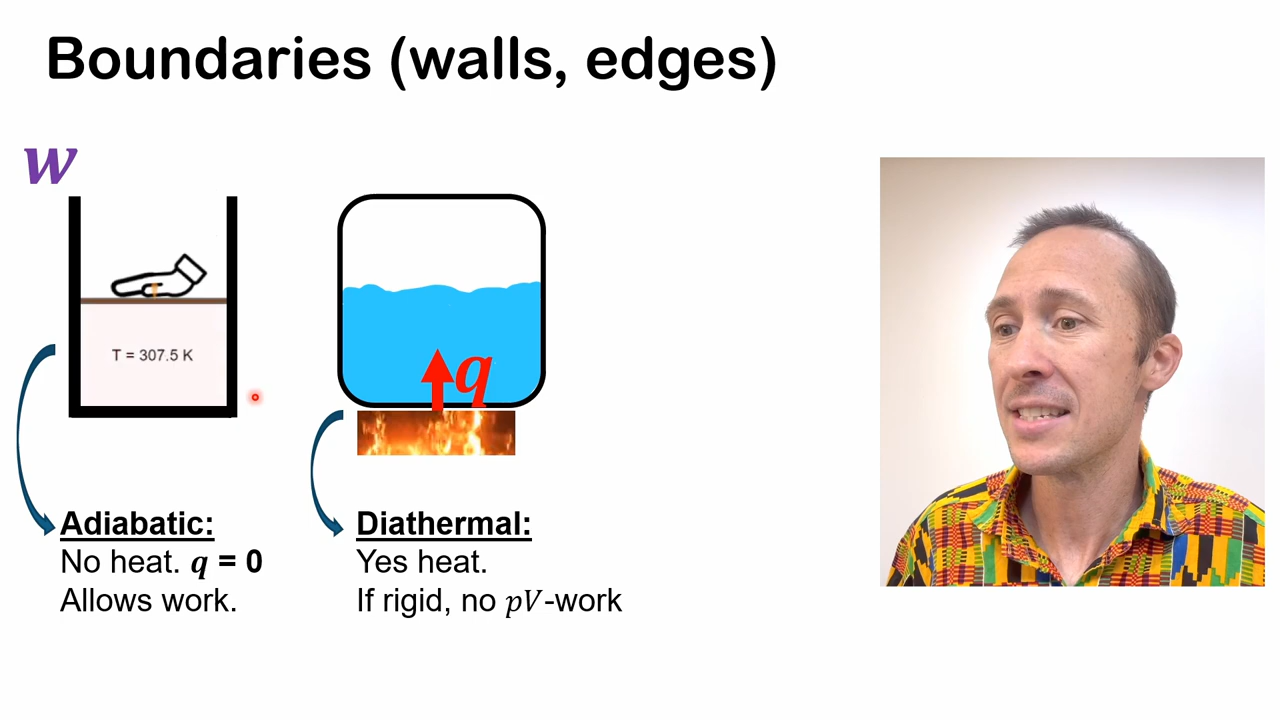 Boundaries (walls, edges)
w
T = 307.5 K
q
Adiabatic:
No heat. q = 0
Allows work.
Diathermal:
Yes heat.
If rigid, no pV-work